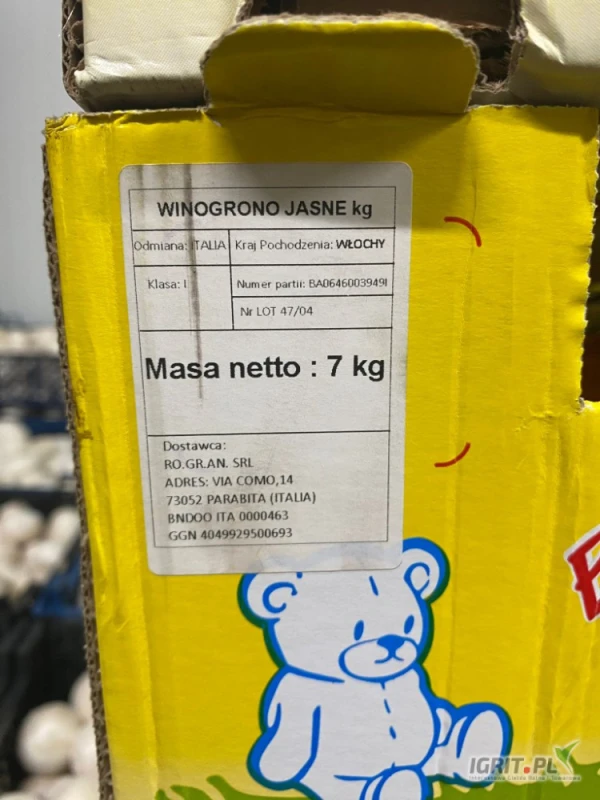 WINOGRONO JASNE kg
Odmiana: ITALIA Kraj Pochodzenia: WŁOCHY
Klasa: I Numer partii: BA0646003949I
Nr LOT 47/04
Masa netto : 7 kg
Dostawca:
RO.GR.AN. SRL
ADRES: VIA COMO,14
73052 PARABITA (ITALIA)
BNDOO ITA 0000463
GGN 4049929500693
IGRIT.PL